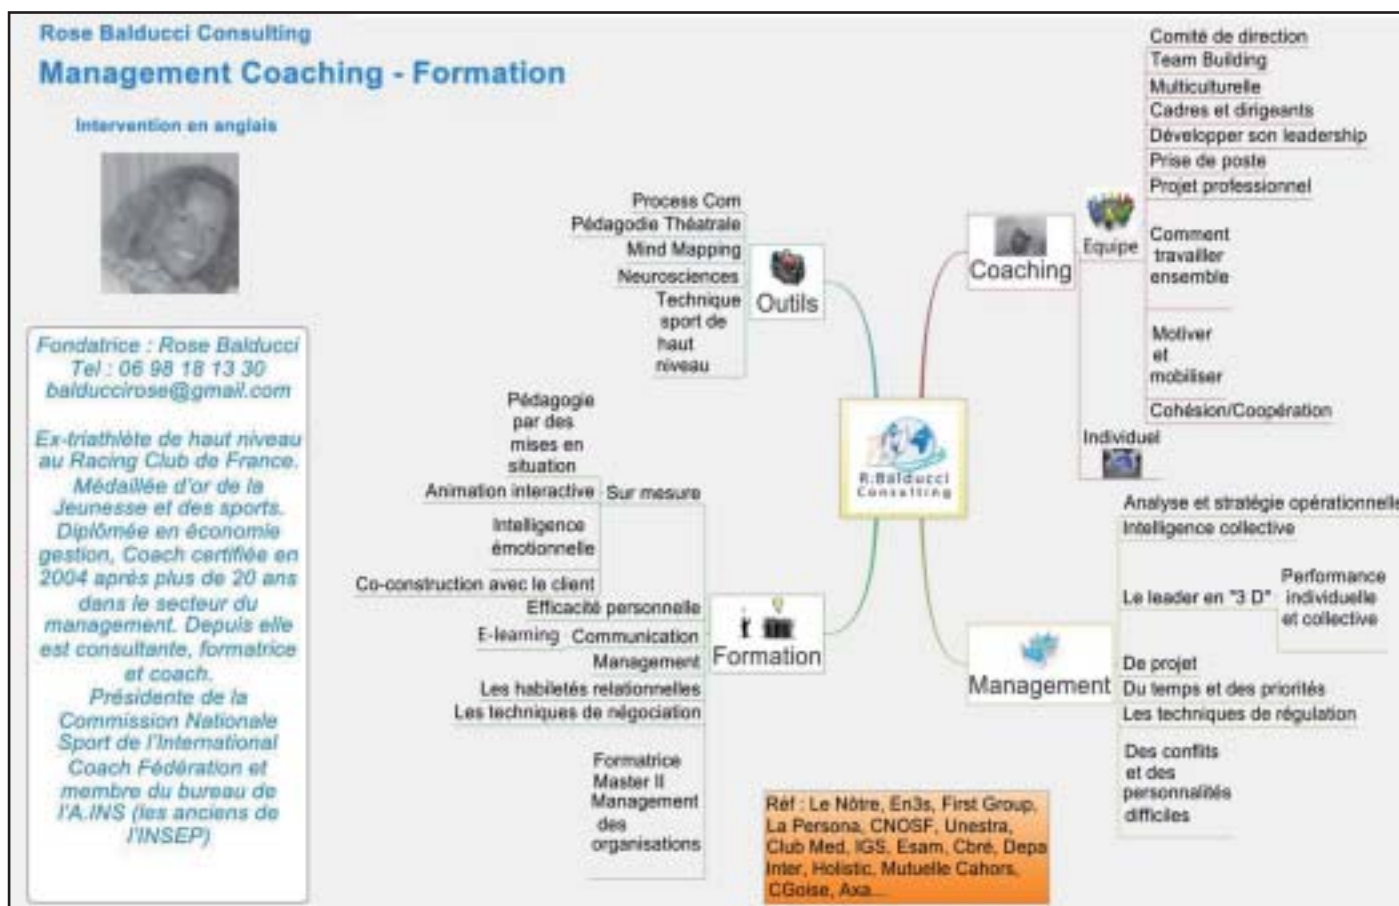 Rose Balducci Consulting
Management Coaching - Formation
Intervention en anglais
Fondatrice : Rose Balducci
Tel : 06 98 18 13 30
balduccirose@gmail.com
Ex-triathlète de haut niveau
au Racing Club de France.
Médaillée d'or de la
Jeunesse et des sports.
Diplômée en économie
gestion, Coach certifiée en
2004 après plus de 20 ans
dans le secteur du
management. Depuis elle
est consultante, formatrice
et coach.
Présidente de la
Commission Nationale
Sport de l'International
Coach Fédération et
membre du bureau de
l'A.INS (les anciens de
l'INSEP)
Process Com
Pédagodie Théatrale
Mind Mapping
Neurosciences
Technique
sport de
haut
niveau
Outils
Pédagogie
par des
mises en
situation
Animation interactive
Intelligence
émotionnelle
Co-construction avec le client
Sur mesure
Efficacité personnelle
E-learning
Communication
Management
Les habiletés relationnelles
Les techniques de négociation
Formatrice
Master II
Management
des
organisations
Formation
R.Balducci
Consulting
Coaching
Equipe
Comité de direction
Team Building
Multiculturelle
Cadres et dirigeants
Développer son leadership
Prise de poste
Projet professionnel
Comment
travailler
ensemble
Motiver
et
mobiliser
Cohésion/Coopération
Individuel
Management
Analyse et stratégie opérationnelle
Intelligence collective
Le leader en "3 D"
Performance
individuelle
et collective
De projet
Du temps et des priorités
Les techniques de régulation
Des conflits
et des
personnalités
difficiles
Réf : Le Nôtre, En3s, First Group,
La Persona, CNOSF, Unestra,
Club Med, IGS, Esam, Cbré, Depa
Inter, Holistic, Mutuelle Cahors,
CGoise, Axa...